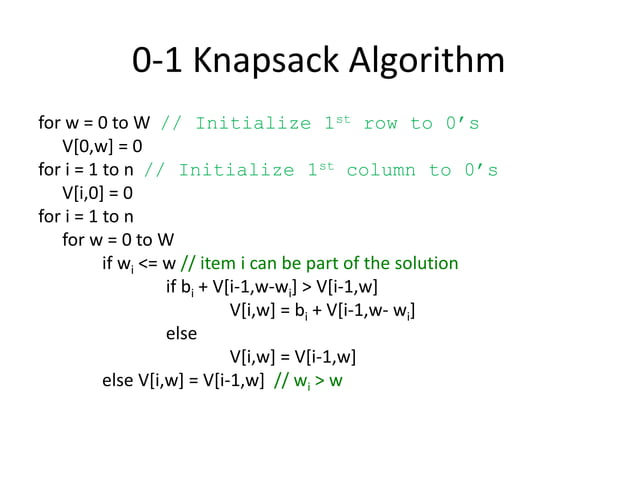 0-1 Knapsack Algorithm
for w = 0 to W // Initialize 1st row to 0’s
V[0,w] = 0
for i = 1 to n // Initialize 1st column to 0’s
V[i,0] = 0
for i = 1 to n
for w = 0 to W
if wi <= w // item i can be part of the solution
if bi + V[i-1,w-wi] > V[i-1,w]
V[i,w] = bi + V[i-1,w- wi]
else
V[i,w] = V[i-1,w]
else V[i,w] = V[i-1,w] // wi > w